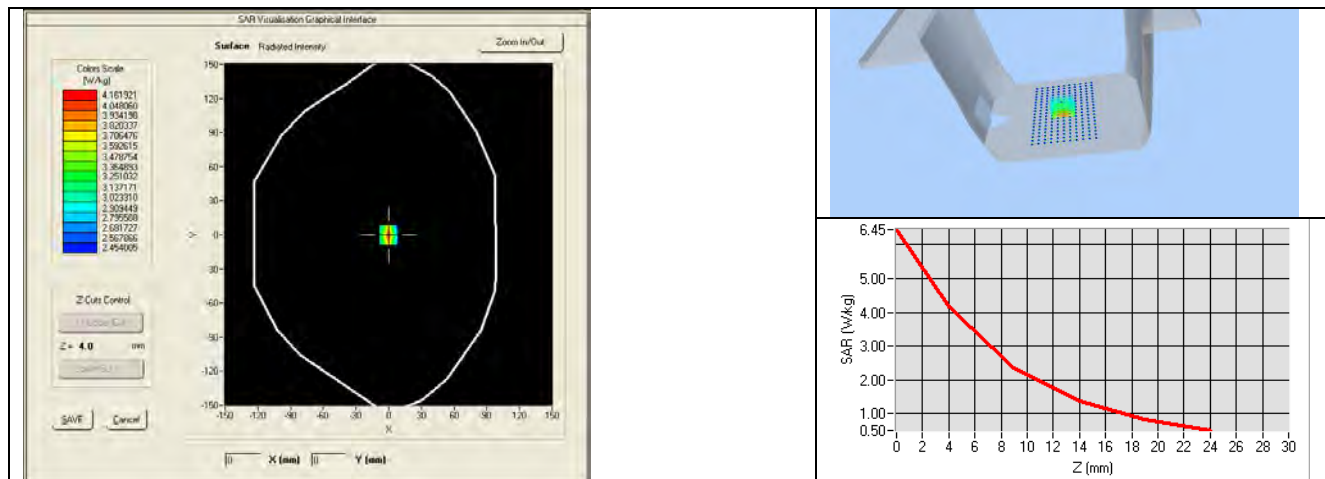 SAR Visualisation Graphical Interface
Surface Radiated Intensity
Zoom In/Out
Colors Scale
[W/kg]
4.161921
4.048060
3.934198
3.820337
3.706476
3.592615
3.478754
3.364893
3.251032
3.137171
3.023310
2.909449
2.795588
2.681727
2.567866
2.454005
150-
120-
60-
30-
Y
0-
30-
60-
-90-
-120-
-150-
-150 -120 -90 -60 -30 0 30 60 90 120 150
X
Z Cuts Control
Z = 4.0 mm
SAVE Cancel
0 X (mm) 0 Y (mm)
6.45-
5.00-
4.00-
3.00-
2.00-
1.00-
0.50-
SAR (W/kg)
0 2 4 6 8 10 12 14 16 18 20 22 24 26 28 30
Z (mm)